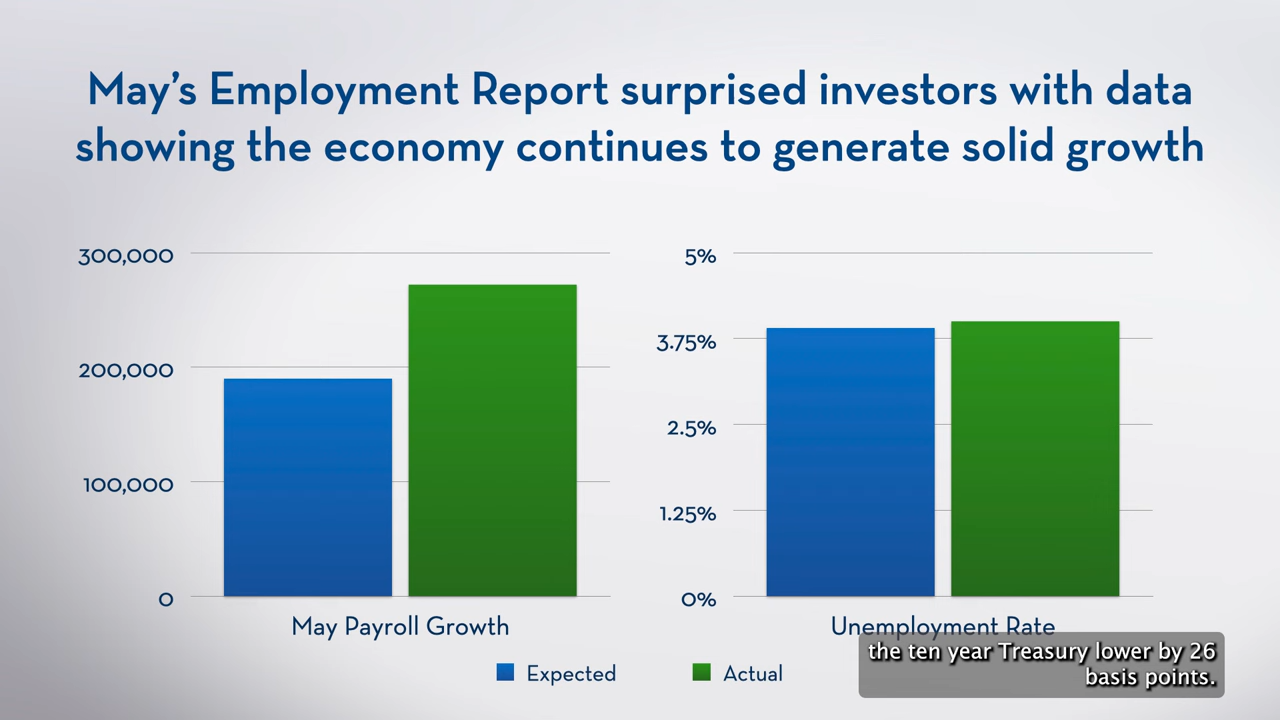 May's Employment Report surprised investors with data
showing the economy continues to generate solid growth
300,000
200,000
100,000
0
May Payroll Growth
5%
3.75%
2.5%
1.25%
0%
Unemployment Rate
Expected
Actual
the ten year Treasury lower by 26
basis points.